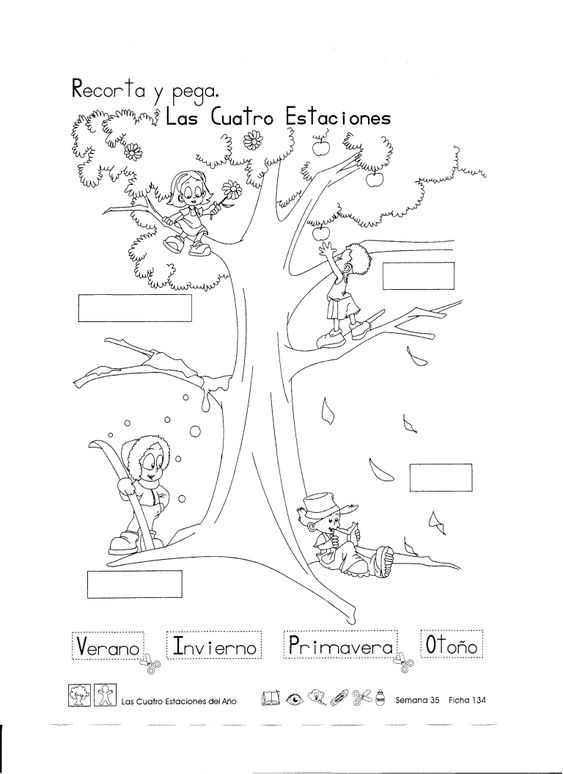 Recorta y pega.
Las Cuatro Estaciones
Verano
Invierno
Primavera
Otoño
Las Cuatro Estaciones del Año
Semana 35 Ficha 134